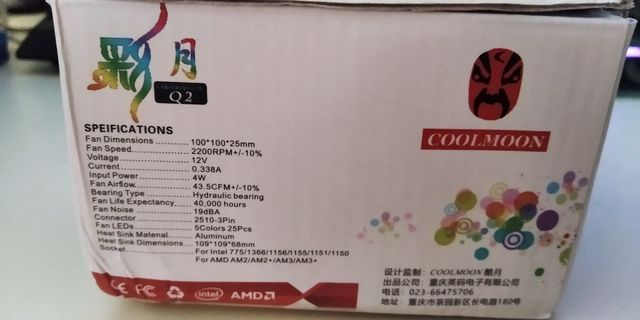 彩月
Q2
COOLMOON
SPEIFICATIONS
Fan Dimensions ........... 100*100*25mm
Fan Speed .................... 2200RPM+/-10%
Voltage ......................... 12V
Current ......................... 0.338A
Input Power .................. 4W
Fan Airflow .................... 43.5CFM+/-10%
Bearing Type ................ Hydraulic bearing
Fan Life Expectancy ...... 40,000 hours
Fan Noise ..................... 19dBA
Connector ..................... 2510-3Pin
Fan LEDs ...................... 5Colors 25Pcs
Heat Sink Material ......... Aluminum
Heat Sink Dimensions ... 109*109*68mm
Socket .......................... For Intel 775/1366/1156/1155/1151/1150
For AMD AM2/AM2+/AM3/AM3+
CE FC intel AMD
设计监制: COOLMOON 酷月
出品公司: 重庆英码电子有限公司
电话: 023-66475706
地址: 重庆市茶园新区长电路180号